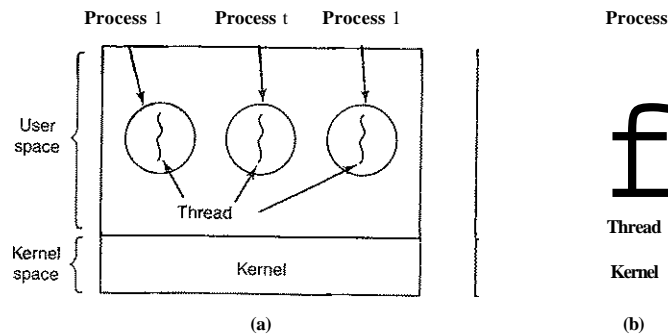 Process 1 Process t Process 1 Process
User
space
Thread
Thread
Kernel
space
Kernel
Kernel
(a) (b)